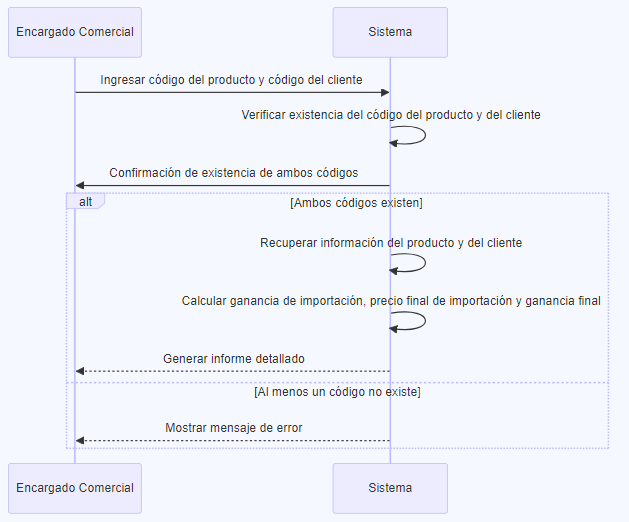 Encargado Comercial
Sistema
Ingresar código del producto y código del cliente
Verificar existencia del código del producto y del cliente
Confirmación de existencia de ambos códigos
alt
[Ambos códigos existen]
Recuperar información del producto y del cliente
Calcular ganancia de importación, precio final de importación y ganancia final
Generar informe detallado
[Al menos un código no existe]
Mostrar mensaje de error
Encargado Comercial
Sistema